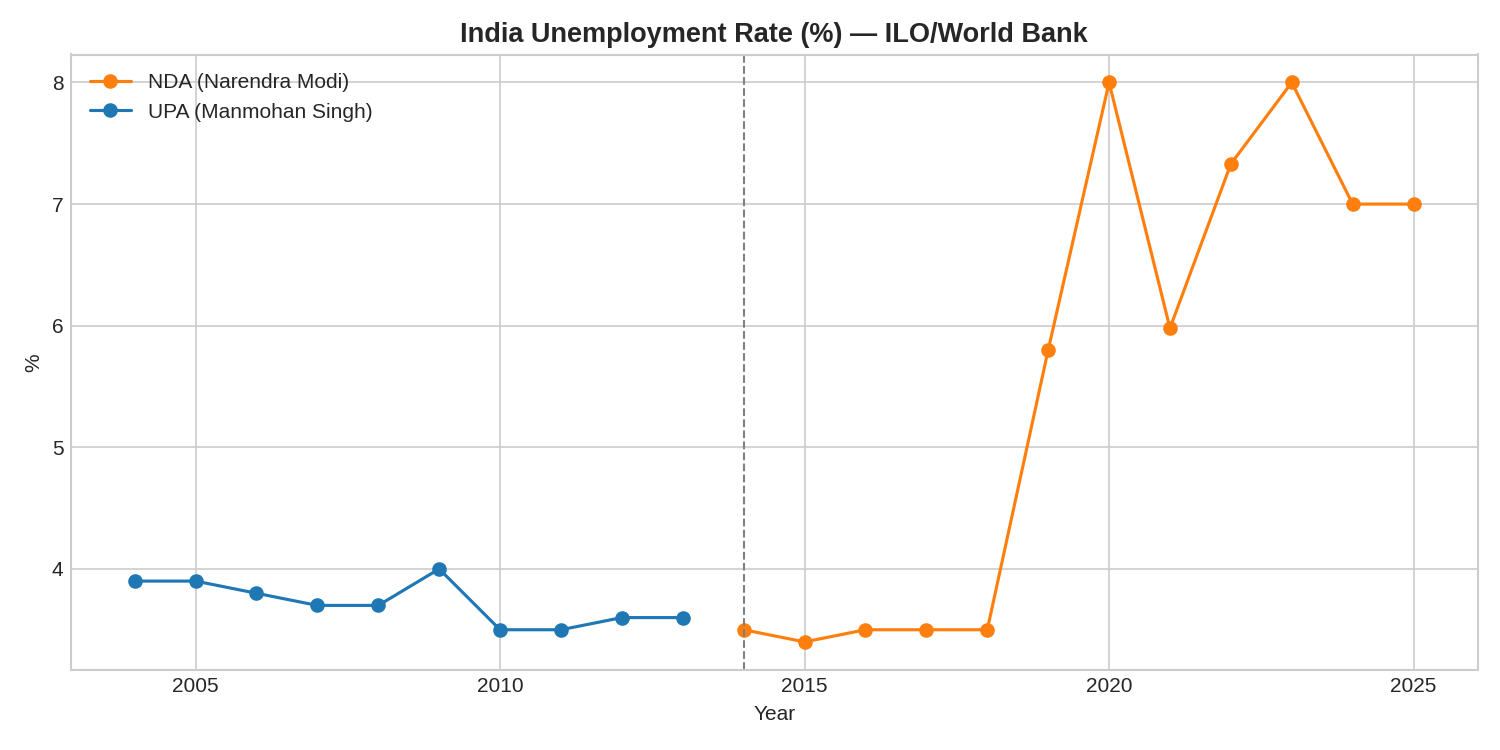 India Unemployment Rate (%) — ILO/World Bank
NDA (Narendra Modi)
UPA (Manmohan Singh)
8
7
6
5
4
%
2005 2010 2015 2020 2025
Year